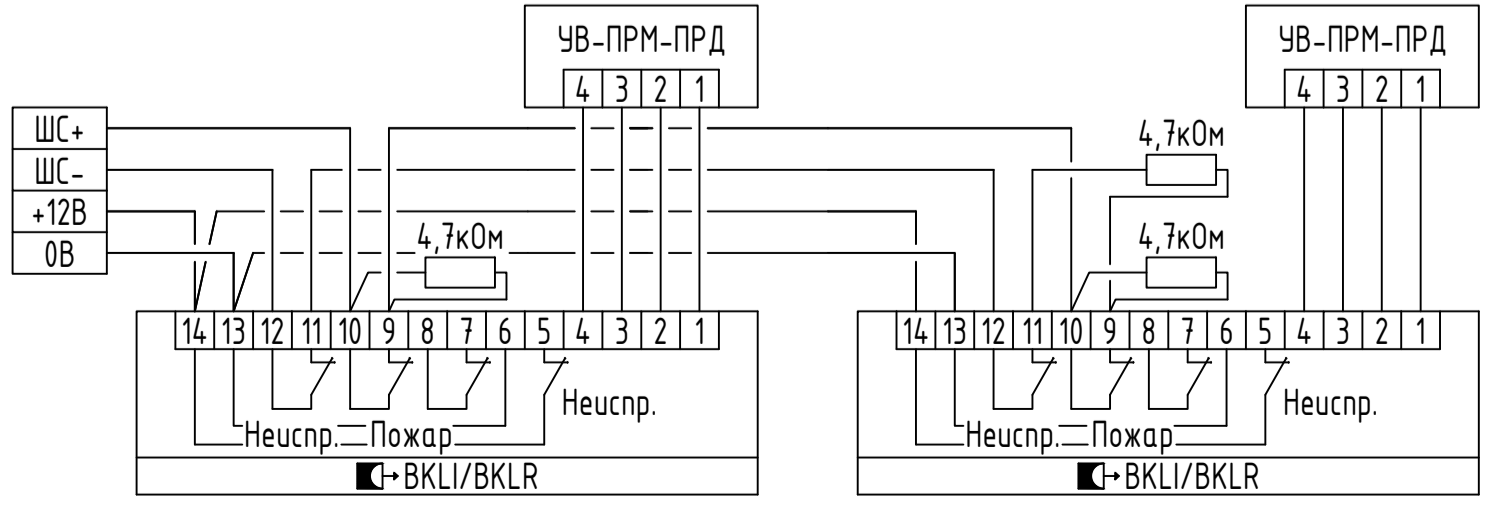 УВ-ПРМ-ПРД
4 3 2 1
УВ-ПРМ-ПРД
4 3 2 1
ШС+
ШС-
+12В
0В
4,7кОм
4,7кОм
4,7кОм
14 13 12 11 10 9 8 7 6 5 4 3 2 1
Неиспр.
Неиспр. Пожар
BKLI/BKLR
14 13 12 11 10 9 8 7 6 5 4 3 2 1
Неиспр.
Неиспр. Пожар
BKLI/BKLR